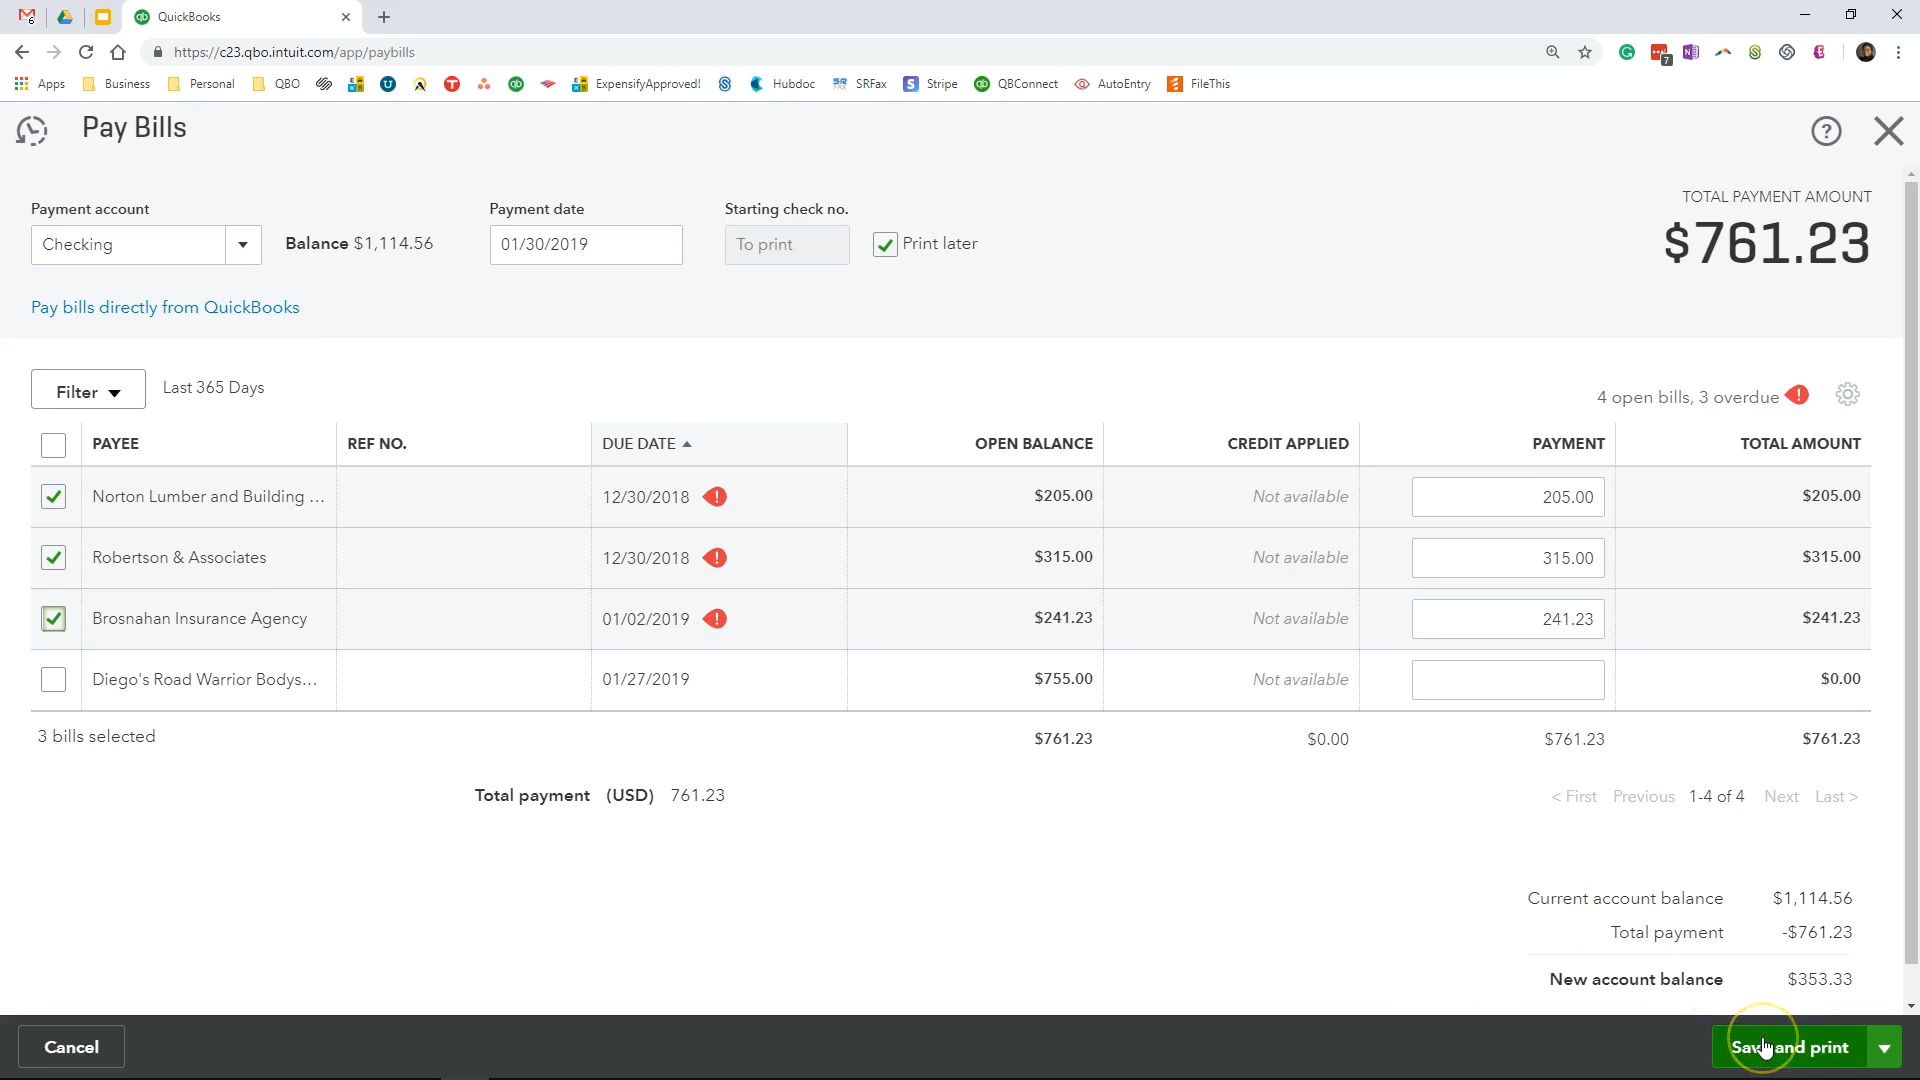 6
QuickBooks
https://c23.qbo.intuit.com/app/paybills
7
Apps Business Personal QBO ExpensifyApproved! Hubdoc SRFax Stripe QBConnect AutoEntry FileThis
Pay Bills
Payment account
Payment date
Starting check no.
TOTAL PAYMENT AMOUNT
Checking
Balance $1,114.56
01/30/2019
To print
Print later
$761.23
Pay bills directly from QuickBooks
Filter
Last 365 Days
4 open bills, 3 overdue
PAYEE REF NO. DUE DATE OPEN BALANCE CREDIT APPLIED PAYMENT TOTAL AMOUNT
Norton Lumber and Building ... 12/30/2018 $205.00 Not available 205.00 $205.00
Robertson & Associates 12/30/2018 $315.00 Not available 315.00 $315.00
Brosnahan Insurance Agency 01/02/2019 $241.23 Not available 241.23 $241.23
Diego's Road Warrior Bodys... 01/27/2019 $755.00 Not available $0.00
3 bills selected $761.23 $0.00 $761.23 $761.23
Total payment (USD) 761.23
< First Previous 1-4 of 4 Next Last >
Current account balance $1,114.56
Total payment -$761.23
New account balance $353.33
Cancel
Save and print